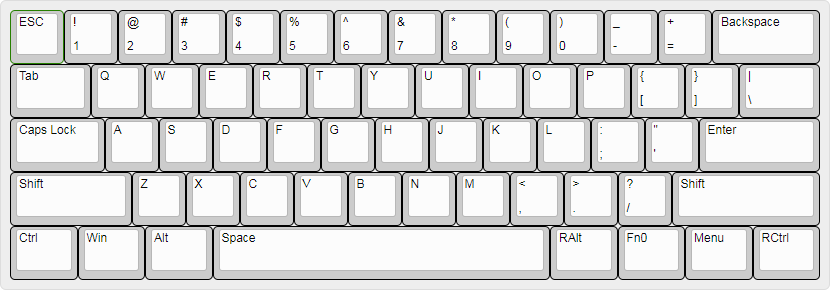 ESC ! @ # $ % ^ & * ( ) _ + Backspace
1 2 3 4 5 6 7 8 9 0 - =
Tab Q W E R T Y U I O P { } |
[ ] \
Caps Lock A S D F G H J K L : " Enter
; '
Shift Z X C V B N M < > ? Shift
, . /
Ctrl Win Alt Space RAlt Fn0 Menu RCtrl